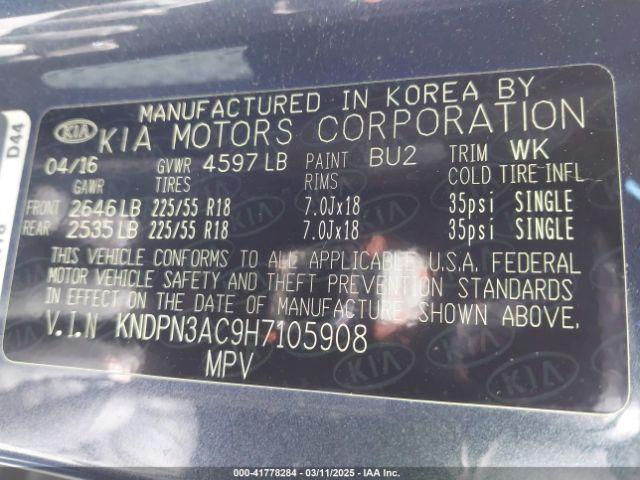 MANUFACTURED IN KOREA BY
KIA KIA MOTORS CORPORATION
04/16 GVWR 4597 LB PAINT BU2 TRIM WK
GAWR TIRES RIMS COLD TIRE INFL
FRONT 2646 LB 225/55 R18 7.0Jx18 35psi SINGLE
REAR 2535 LB 225/55 R18 7.0Jx18 35psi SINGLE
THIS VEHICLE CONFORMS TO ALL APPLICABLE U.S.A. FEDERAL
MOTOR VEHICLE SAFETY AND THEFT PREVENTION STANDARDS
IN EFFECT ON THE DATE OF MANUFACTURE SHOWN ABOVE.
V.I.N KNDPN3AC9H7105908
MPV
D44
000-41778284 - 03/11/2025 - IAA Inc.